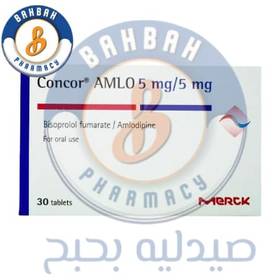 BAHBAH
PHARMACY
Concor® AMLO 5 mg/5 mg
Bisoprolol fumarate / Amlodipine
For oral use
30 tablets
MERCK
BAHBAH
PHARMACY
صيدليه بحبح